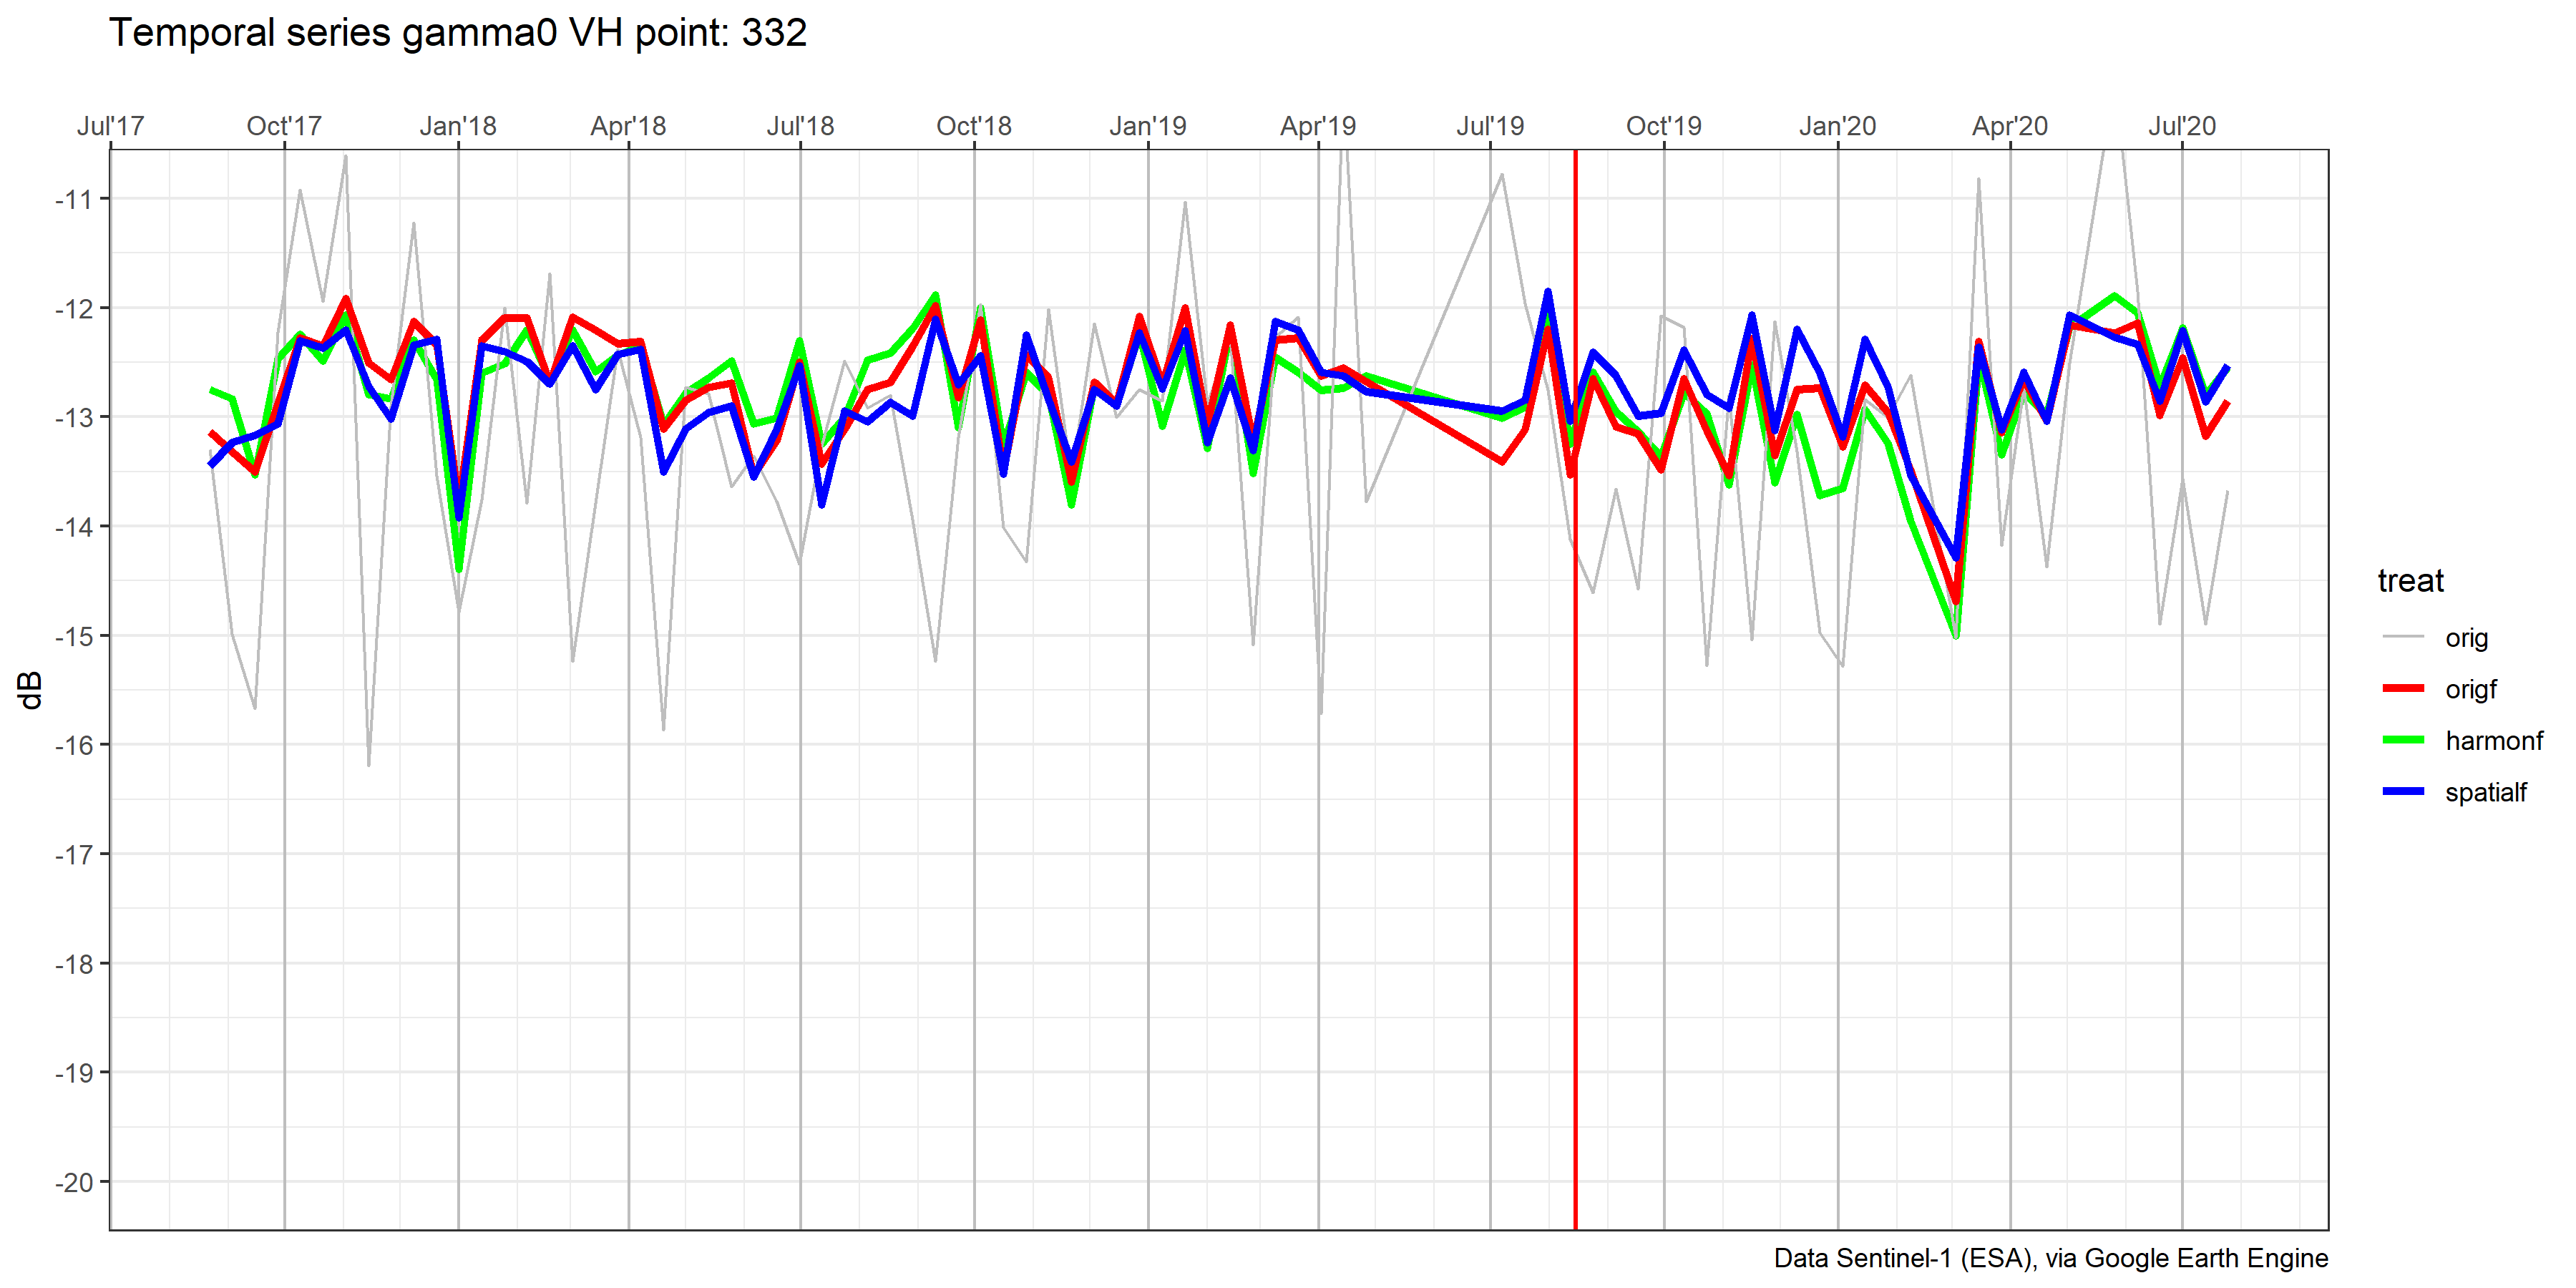 Temporal series gamma0 VH point: 332
Jul'17 Oct'17 Jan'18 Apr'18 Jul'18 Oct'18 Jan'19 Apr'19 Jul'19 Oct'19 Jan'20 Apr'20 Jul'20
-11
-12
-13
-14
-15
-16
-17
-18
-19
-20
dB
treat
orig
origf
harmonf
spatialf
Data Sentinel-1 (ESA), via Google Earth Engine